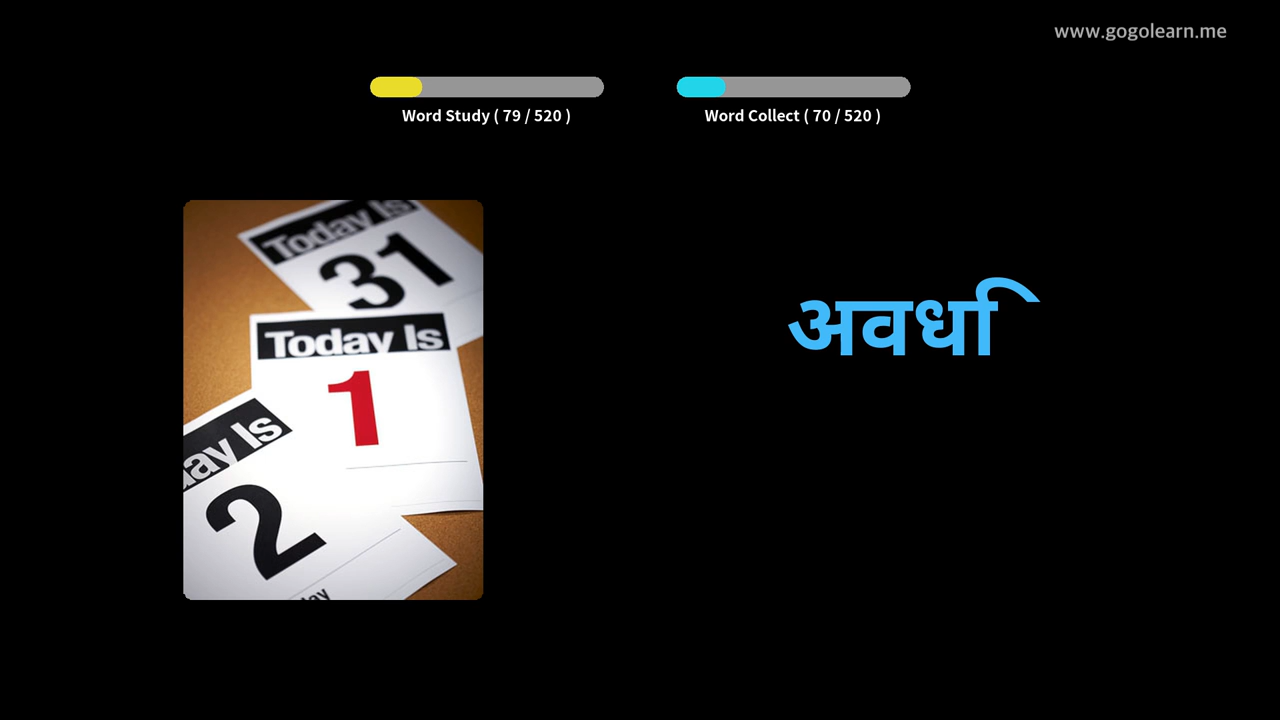 www.gogolearn.me
Word Study ( 79 / 520 )
Word Collect ( 70 / 520 )
Today Is
31
Today Is
1
ay Is
2
अवधि